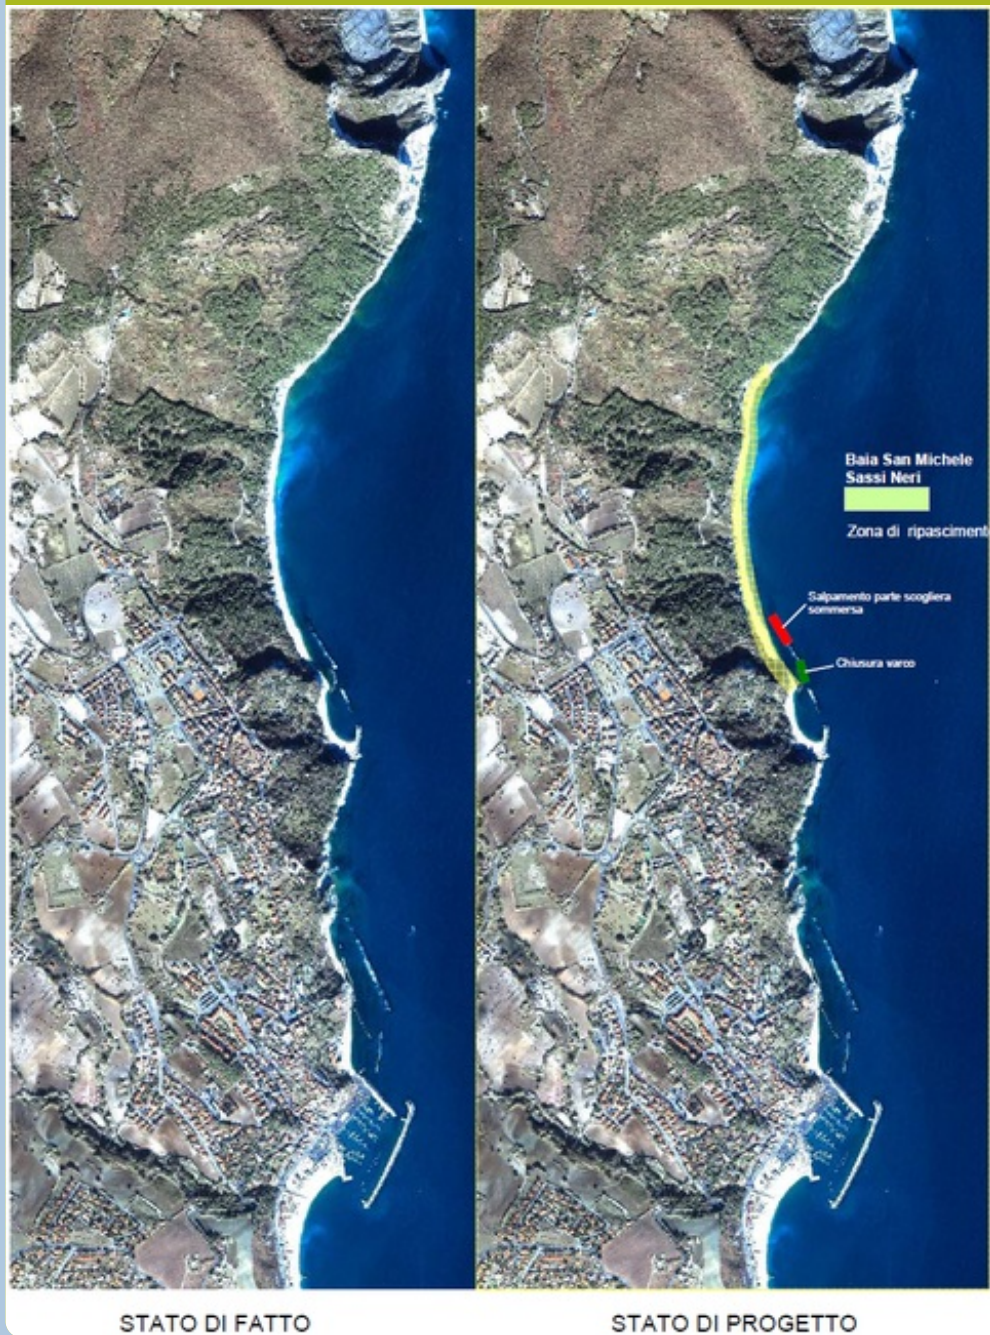 Baia San Michele
Sassi Neri
Zona di ripasciment
Salpamento parte scogliera
sommersa
Chiusura varco
STATO DI FATTO
STATO DI PROGETTO